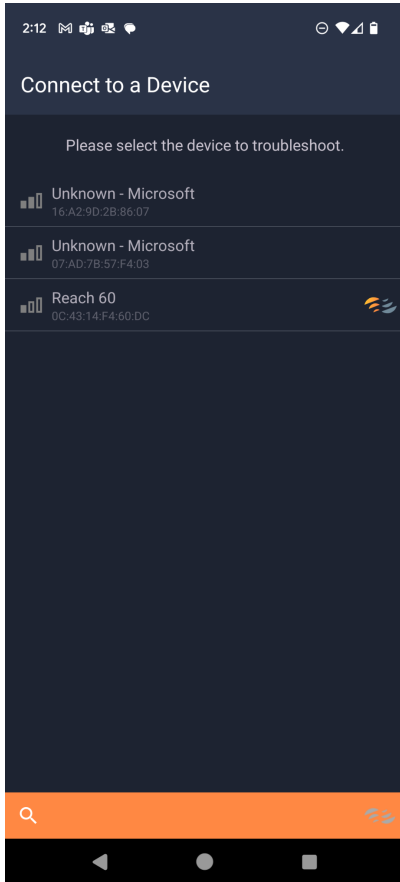 2:12
Connect to a Device
Please select the device to troubleshoot.
Unknown - Microsoft
16:A2:9D:2B:86:07
Unknown - Microsoft
07:AD:7B:57:F4:03
Reach 60
0C:43:14:F4:60:DC